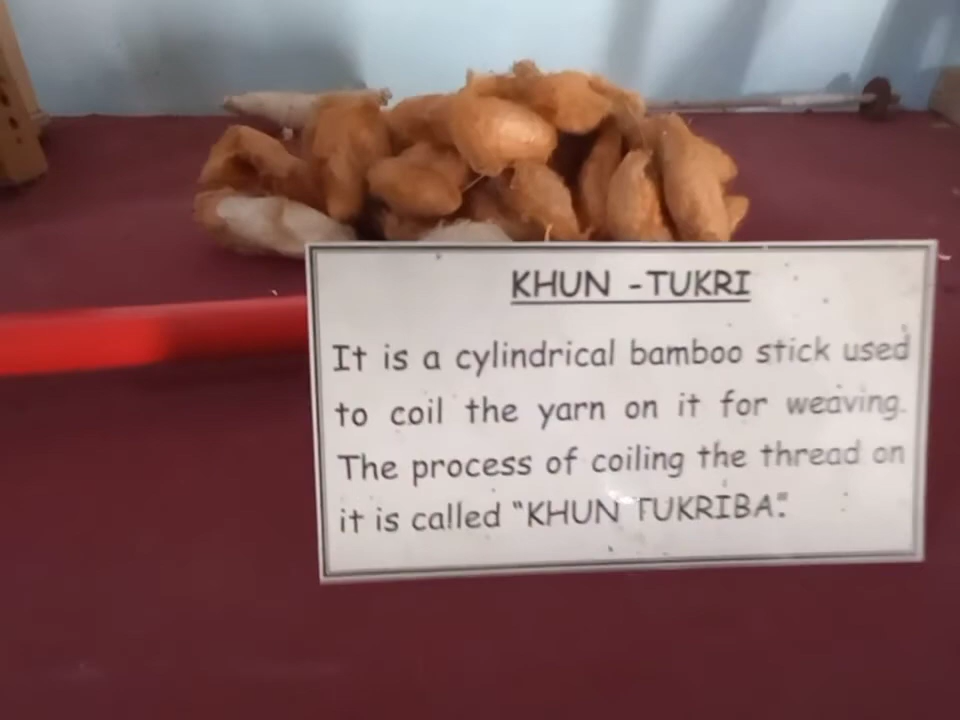 KHUN -TUKRI
It is a cylindrical bamboo stick used
to coil the yarn on it for weaving.
The process of coiling the thread on
it is called "KHUN TUKRIBA".